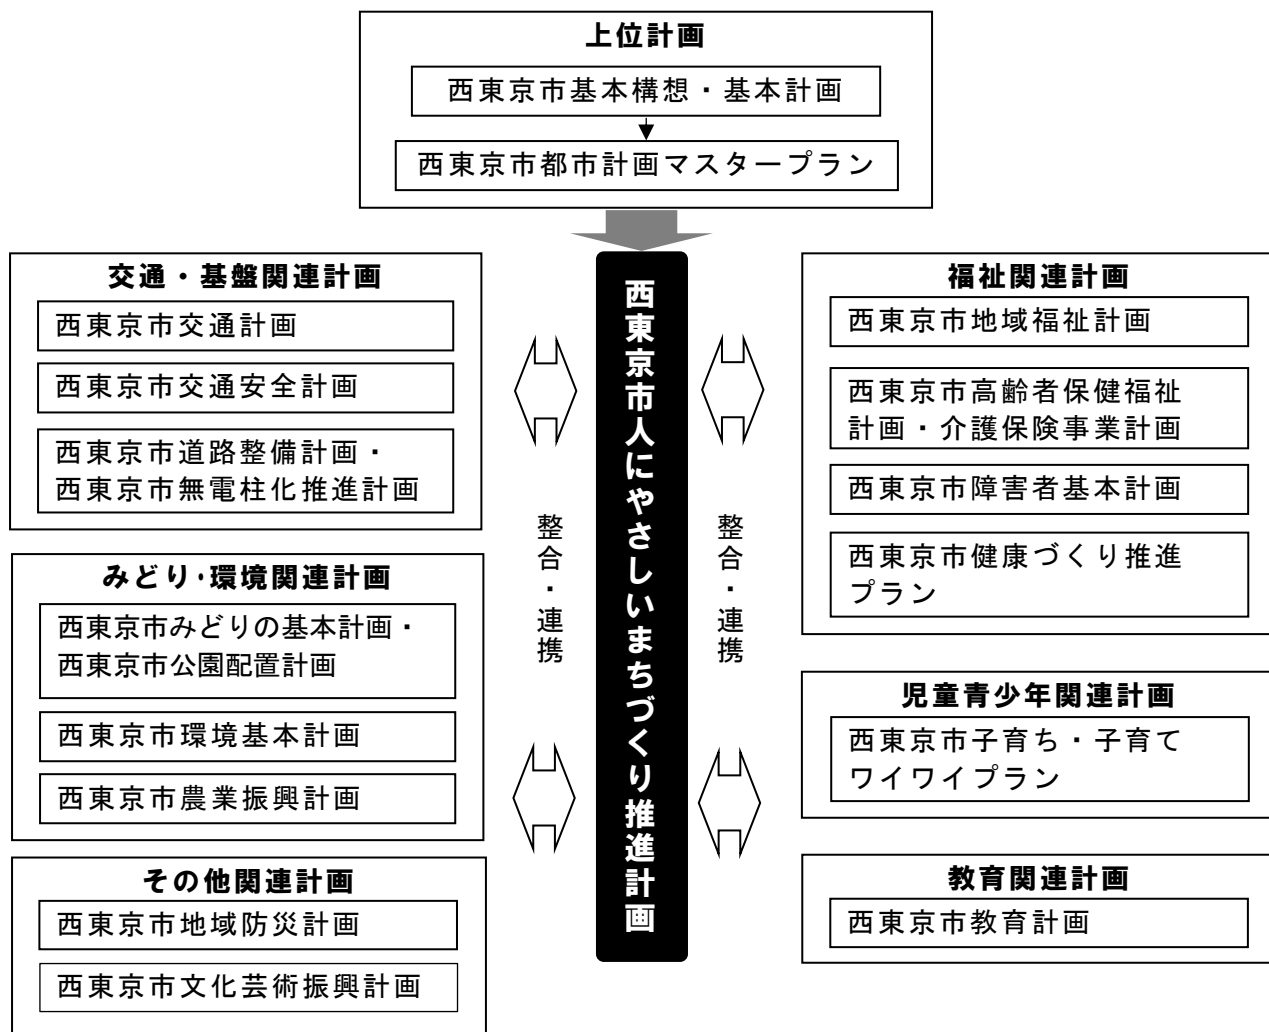 上位計画
西東京市基本構想・基本計画
西東京市都市計画マスタープラン
交通・基盤関連計画
西東京市交通計画
西東京市交通安全計画
西東京市道路整備計画・
西東京市無電柱化推進計画
みどり・環境関連計画
西東京市みどりの基本計画・
西東京市公園配置計画
西東京市環境基本計画
西東京市農業振興計画
その他関連計画
西東京市地域防災計画
西東京市文化芸術振興計画
整合・連携
西東京市人にやさしいまちづくり推進計画
整合・連携
福祉関連計画
西東京市地域福祉計画
西東京市高齢者保健福祉
計画・介護保険事業計画
西東京市障害者基本計画
西東京市健康づくり推進
プラン
児童青少年関連計画
西東京市子育ち・子育て
ワイワイプラン
教育関連計画
西東京市教育計画